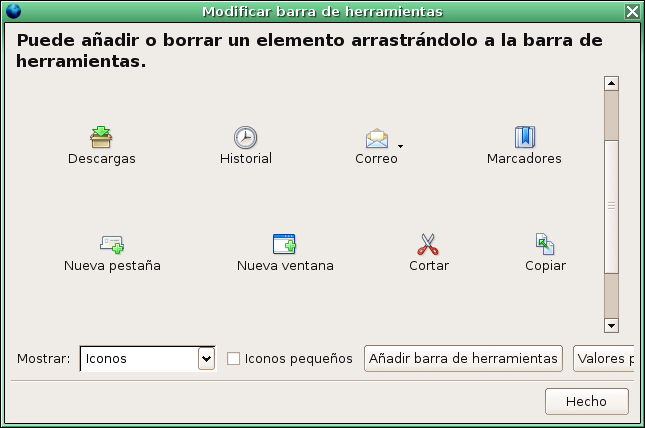 Modificar barra de herramientas
Puede añadir o borrar un elemento arrastrándolo a la barra de
herramientas.
Descargas Historial Correo Marcadores
Nueva pestaña Nueva ventana Cortar Copiar
Mostrar: Iconos Iconos pequeños Añadir barra de herramientas Valores p
Hecho